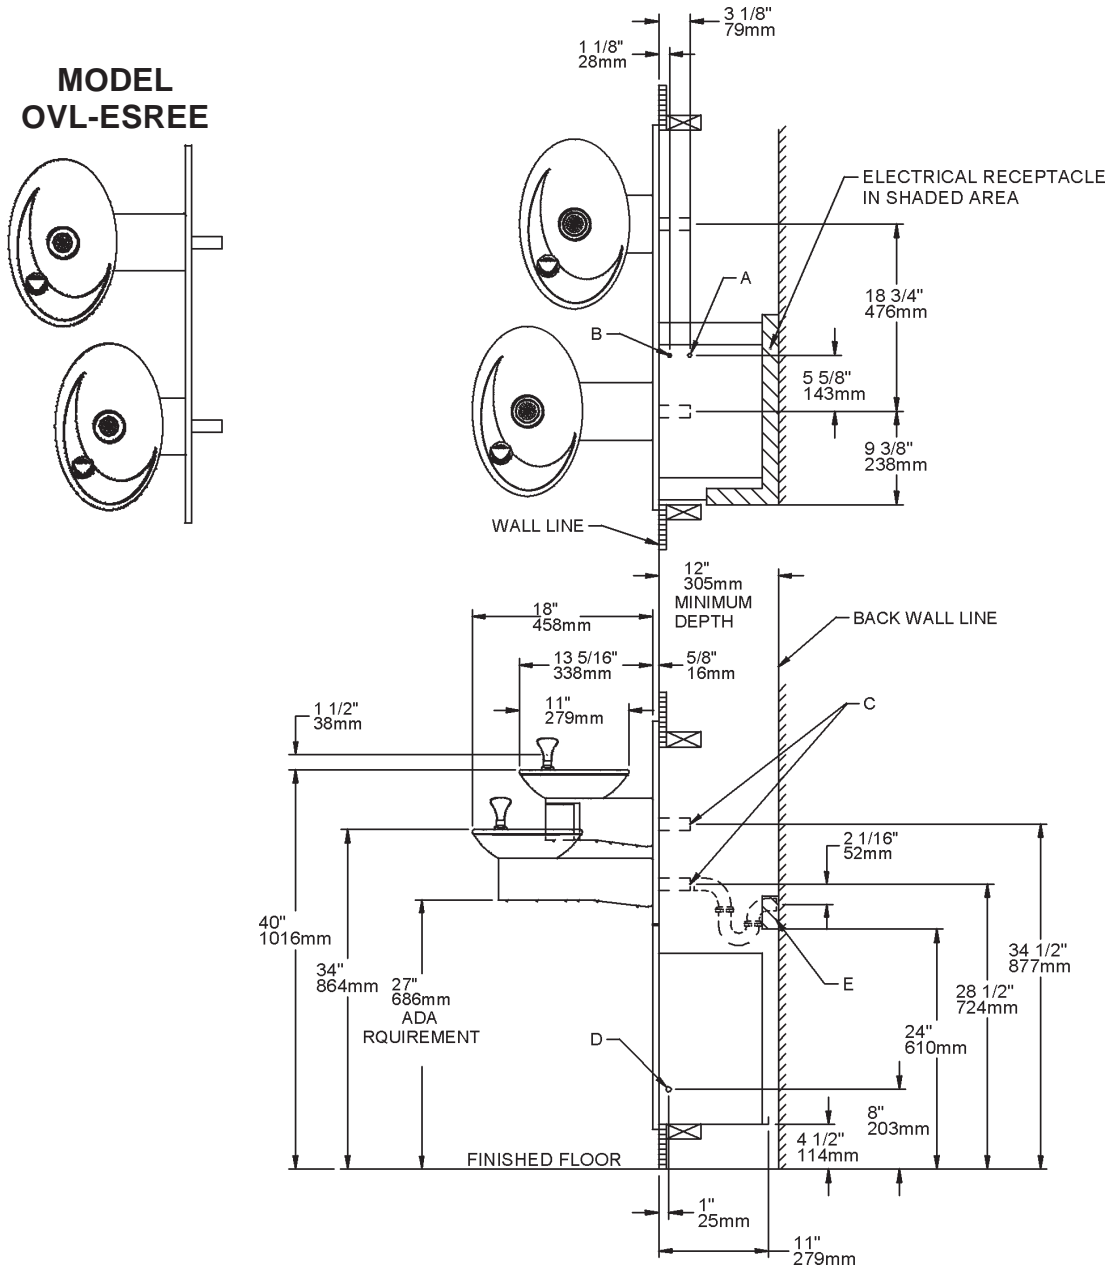 MODEL
OVL-ESREE
3 1/8"
79mm
1 1/8"
28mm
ELECTRICAL RECEPTACLE
IN SHADED AREA
A
B
18 3/4"
476mm
5 5/8"
143mm
9 3/8"
238mm
WALL LINE
12"
305mm
MINIMUM
DEPTH
18"
458mm
BACK WALL LINE
13 5/16"
338mm
5/8"
16mm
11"
279mm
C
1 1/2"
38mm
2 1/16"
52mm
40"
1016mm
34"
864mm
27"
686mm
ADA
RQUIREMENT
34 1/2"
877mm
28 1/2"
724mm
E
24"
610mm
D
8"
203mm
4 1/2"
114mm
FINISHED FLOOR
1"
25mm
11"
279mm